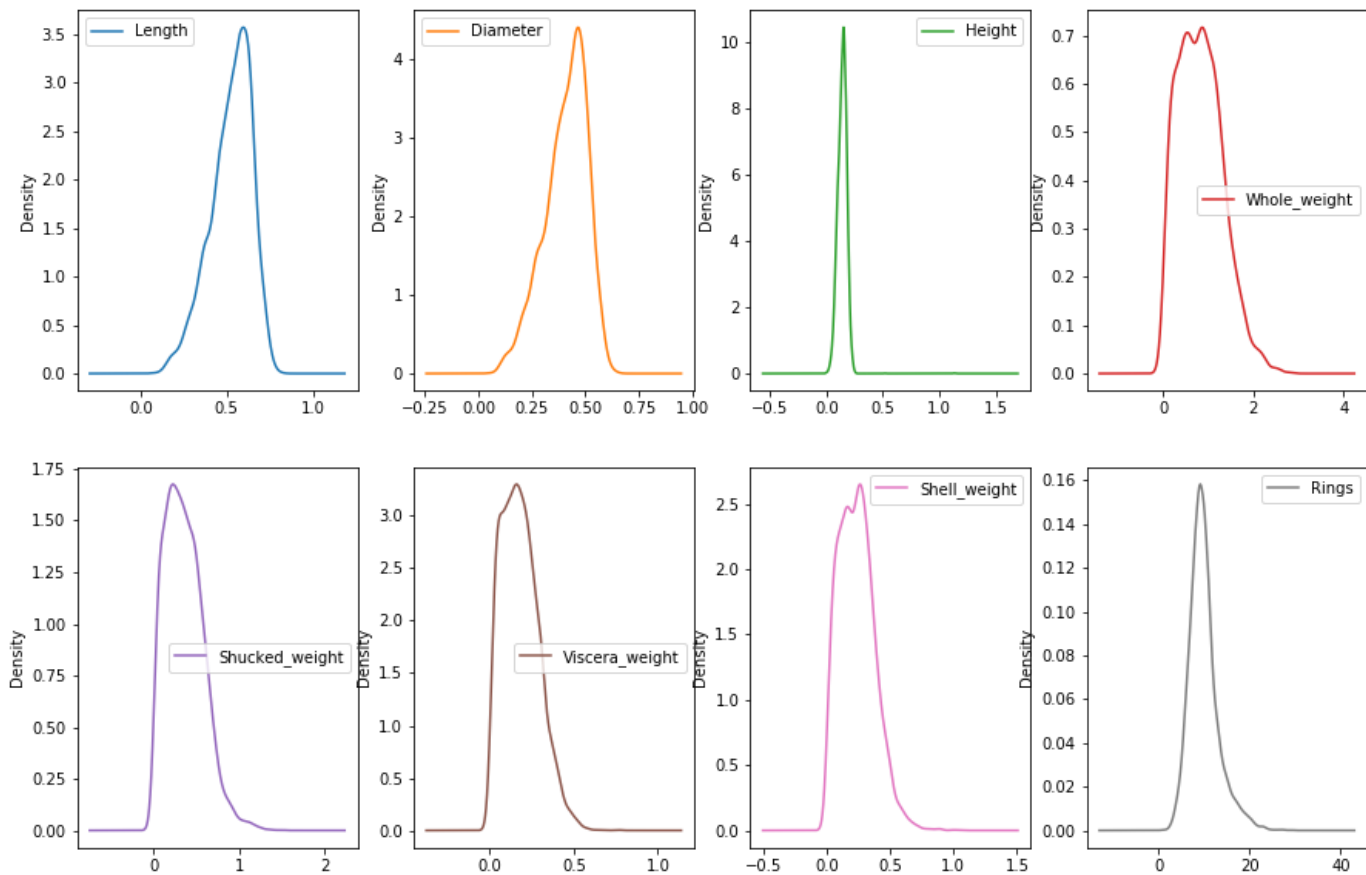 Length
Density
3.5
3.0
2.5
2.0
1.5
1.0
0.5
0.0
0.0 0.5 1.0
Diameter
Density
4
3
2
1
0
−0.25 0.00 0.25 0.50 0.75 1.00
Height
Density
10
8
6
4
2
0
−0.5 0.0 0.5 1.0 1.5
Whole_weight
Density
0.7
0.6
0.5
0.4
0.3
0.2
0.1
0.0
0 2 4
Shucked_weight
Density
1.75
1.50
1.25
1.00
0.75
0.50
0.25
0.00
0 1 2
Viscera_weight
Density
3.0
2.5
2.0
1.5
1.0
0.5
0.0
0.0 0.5 1.0
Shell_weight
Density
2.5
2.0
1.5
1.0
0.5
0.0
−0.5 0.0 0.5 1.0 1.5
Rings
Density
0.16
0.14
0.12
0.10
0.08
0.06
0.04
0.02
0.00
0 20 40